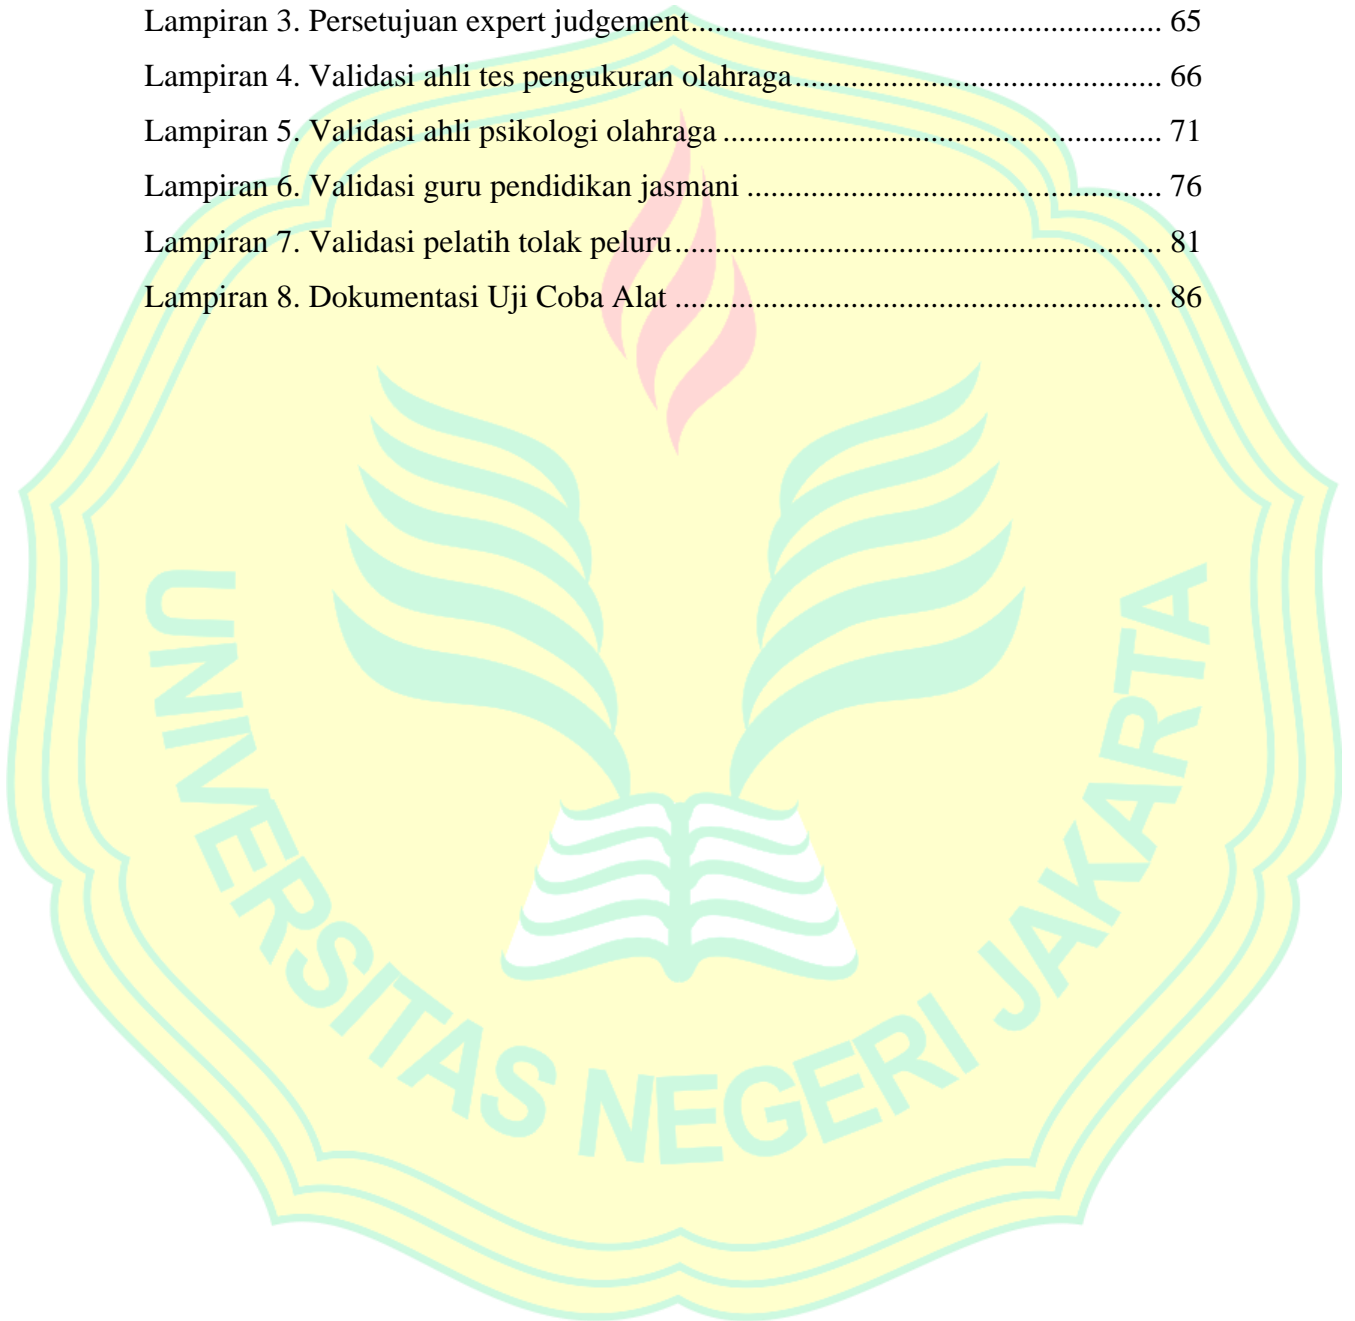 Lampiran 3. Persetujuan expert judgement........................................................... 65
Lampiran 4. Validasi ahli tes pengukuran olahraga.............................................. 66
Lampiran 5. Validasi ahli psikologi olahraga ....................................................... 71
Lampiran 6. Validasi guru pendidikan jasmani .................................................... 76
Lampiran 7. Validasi pelatih tolak peluru............................................................. 81
Lampiran 8. Dokumentasi Uji Coba Alat ............................................................. 86
UNIVERSITAS NEGERI JAKARTA